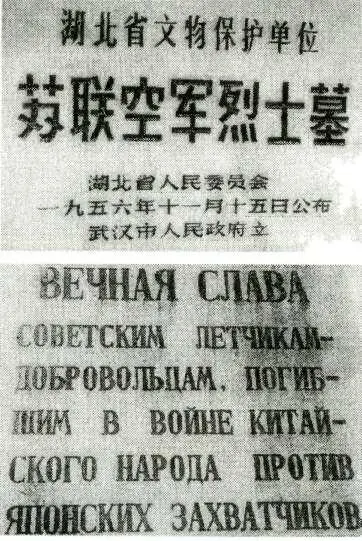 湖北省文物保护单位
苏联空军烈士墓
湖北省人民委员会
一九五六年十一月十五日公布
武汉市人民政府立
ВЕЧНАЯ СЛАВА
СОВЕТСКИМ ЛЕТЧИКАМ-
ДОБРОВОЛЬЦАМ, ПОГИБ-
ШИМ В ВОЙНЕ КИТАЙ-
СКОГО НАРОДА ПРОТИВ
ЯПОНСКИХ ЗАХВАТЧИКОВ